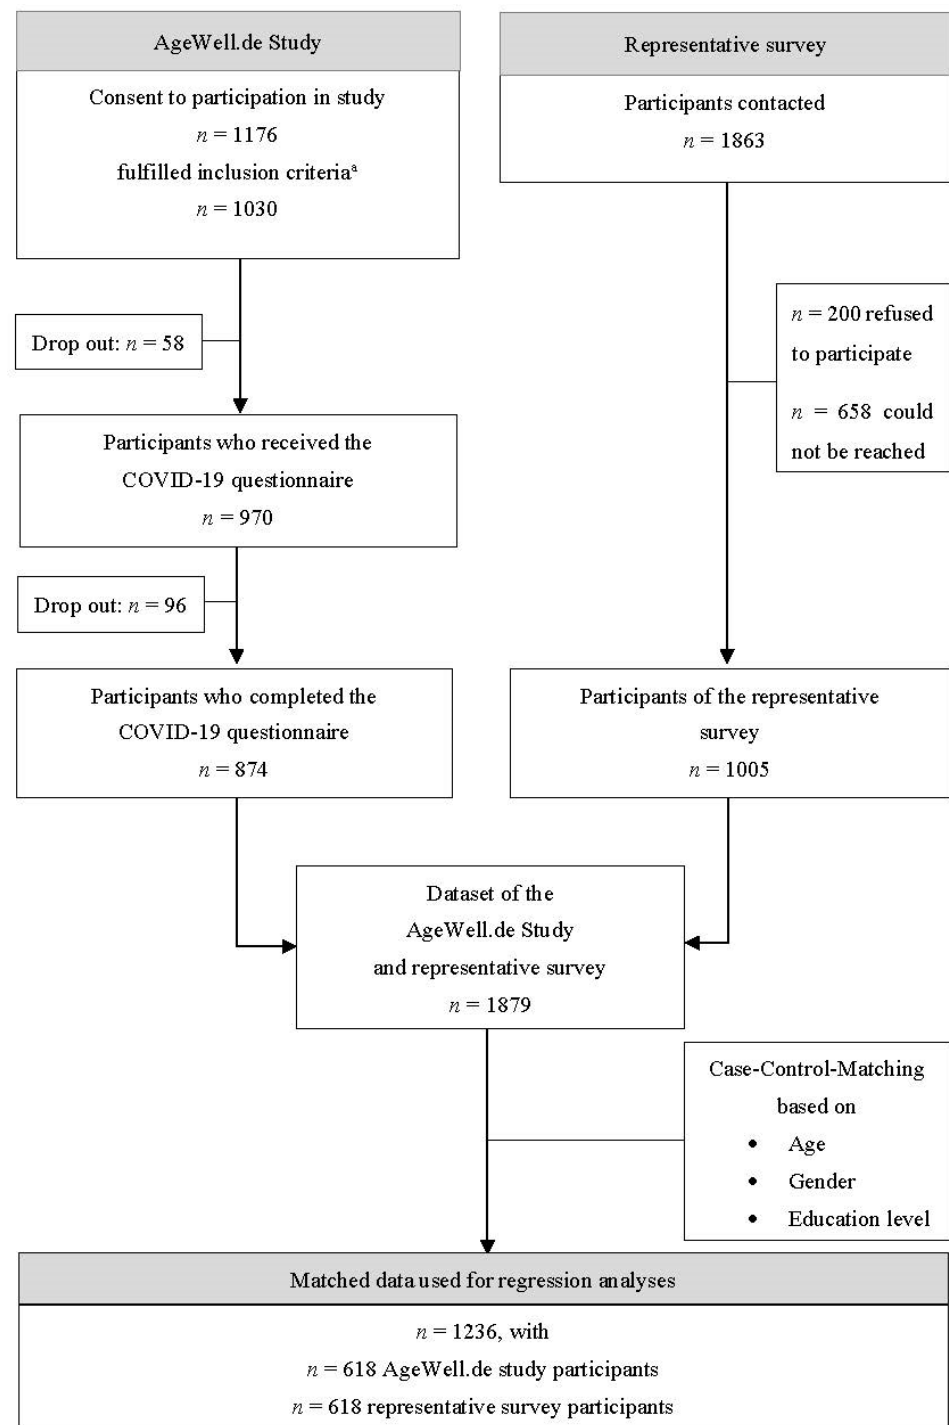 AgeWell.de Study
Consent to participation in study
n = 1176
fulfilled inclusion criteriaᵃ
n = 1030
Representative survey
Participants contacted
n = 1863
Drop out: n = 58
n = 200 refused
to participate
n = 658 could
not be reached
Participants who received the
COVID-19 questionnaire
n = 970
Drop out: n = 96
Participants who completed the
COVID-19 questionnaire
n = 874
Participants of the representative
survey
n = 1005
Dataset of the
AgeWell.de Study
and representative survey
n = 1879
Case-Control-Matching
based on
• Age
• Gender
• Education level
Matched data used for regression analyses
n = 1236, with
n = 618 AgeWell.de study participants
n = 618 representative survey participants